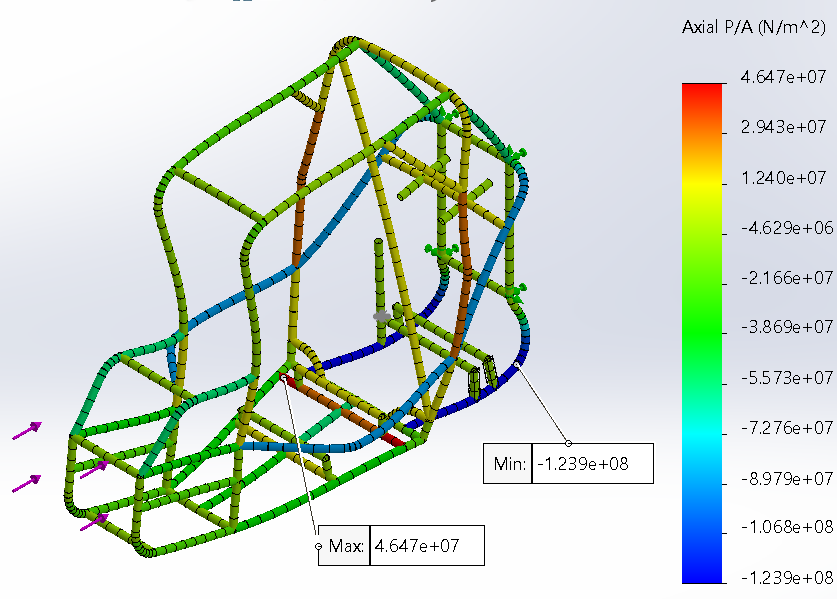 Axial P/A (N/m^2)
4.647e+07
2.943e+07
1.240e+07
-4.629e+06
-2.166e+07
-3.869e+07
-5.573e+07
-7.276e+07
-8.979e+07
-1.068e+08
-1.239e+08
Min: -1.239e+08
Max: 4.647e+07